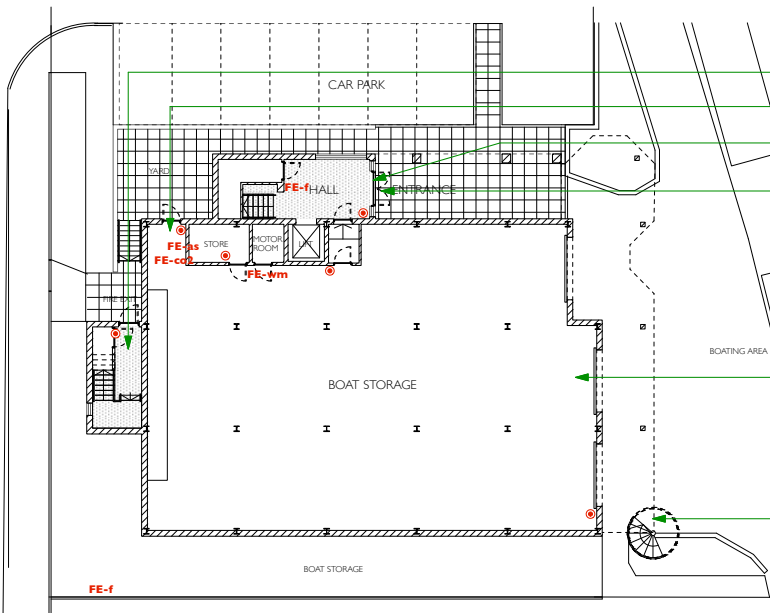 CAR PARK
YARD
FE-f
HALL
ENTRANCE
FE-as
FE-co2
STORE
MOTOR
ROOM
LIFT
FE-wm
FIRE EXIT
BOATING AREA
BOAT STORAGE
BOAT STORAGE
FE-f